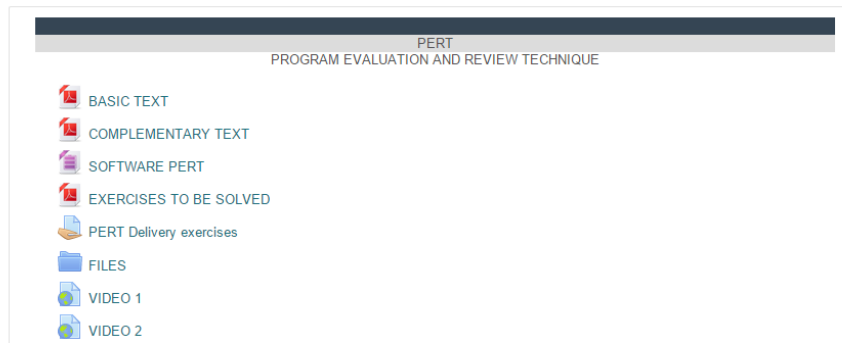 PERT
PROGRAM EVALUATION AND REVIEW TECHNIQUE
BASIC TEXT
COMPLEMENTARY TEXT
SOFTWARE PERT
EXERCISES TO BE SOLVED
PERT Delivery exercises
FILES
VIDEO 1
VIDEO 2